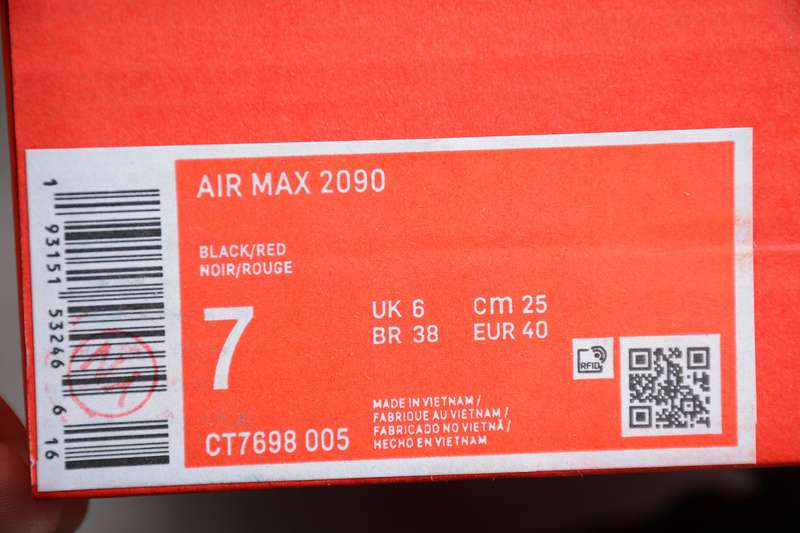 AIR MAX 2090
BLACK/RED
NOIR/ROUGE
7
UK 6 cm 25
BR 38 EUR 40
RFID
MADE IN VIETNAM /
FABRIQUE AU VIETNAM /
FABRICADO NO VIETNÃ /
HECHO EN VIETNAM
CT7698 005
1 93151 53246 6 16